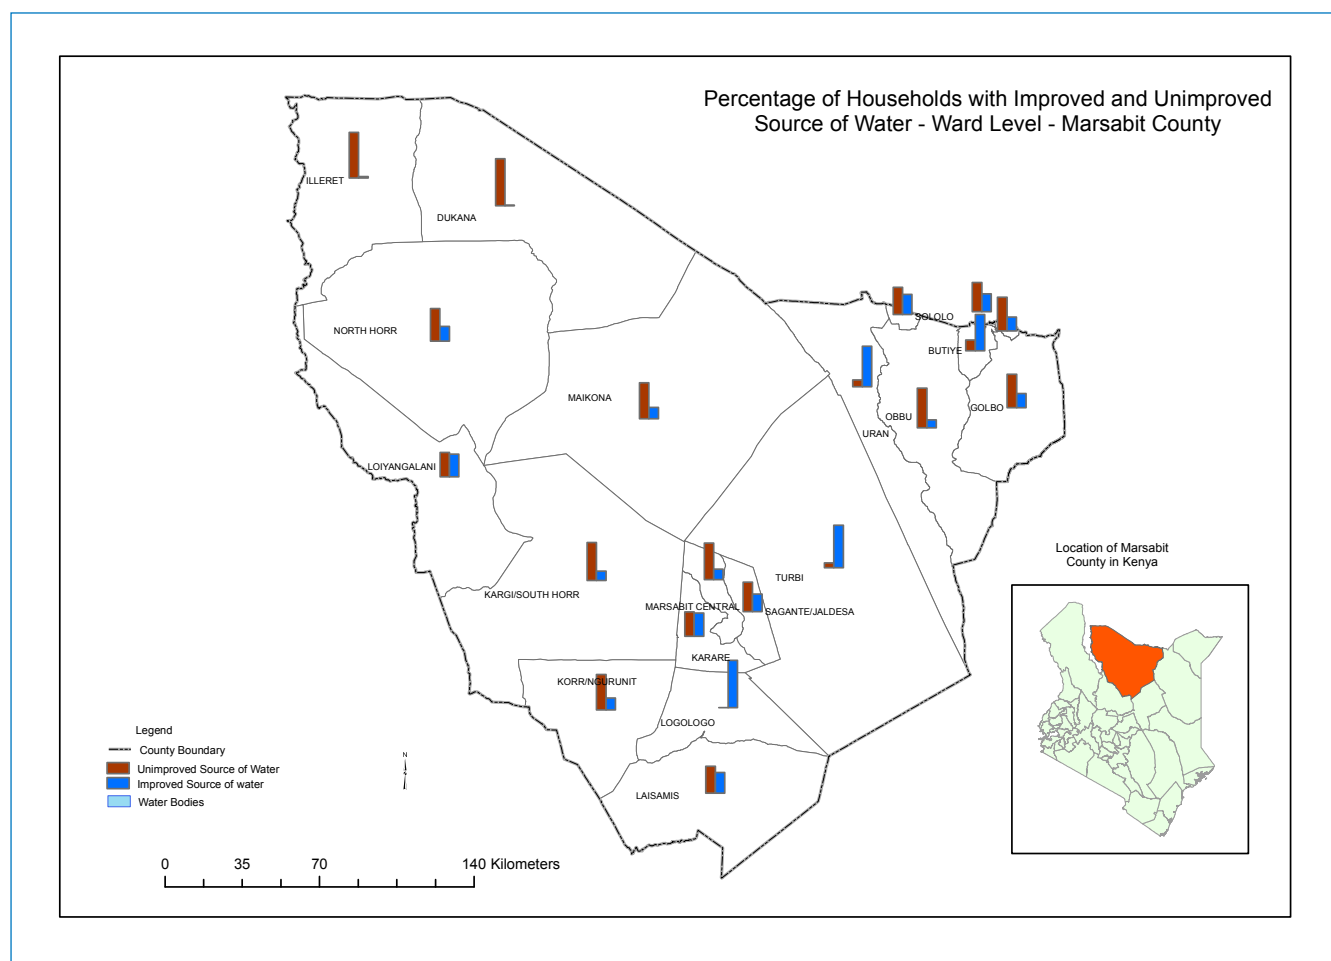 Percentage of Households with Improved and Unimproved
Source of Water - Ward Level - Marsabit County
ILLERET
DUKANA
NORTH HORR
SOLOLO
BUTIYE
MAIKONA
OBBU
GOLBO
URAN
LOIYANGALANI
Location of Marsabit
County in Kenya
TURBI
KARGI/SOUTH HORR
MARSABIT CENTRAL
SAGANTE/JALDESA
KARARE
KORR/NGURUNIT
LOGOLOGO
LAISAMIS
Legend
County Boundary
Unimproved Source of Water
Improved Source of water
Water Bodies
N
0 35 70 140 Kilometers